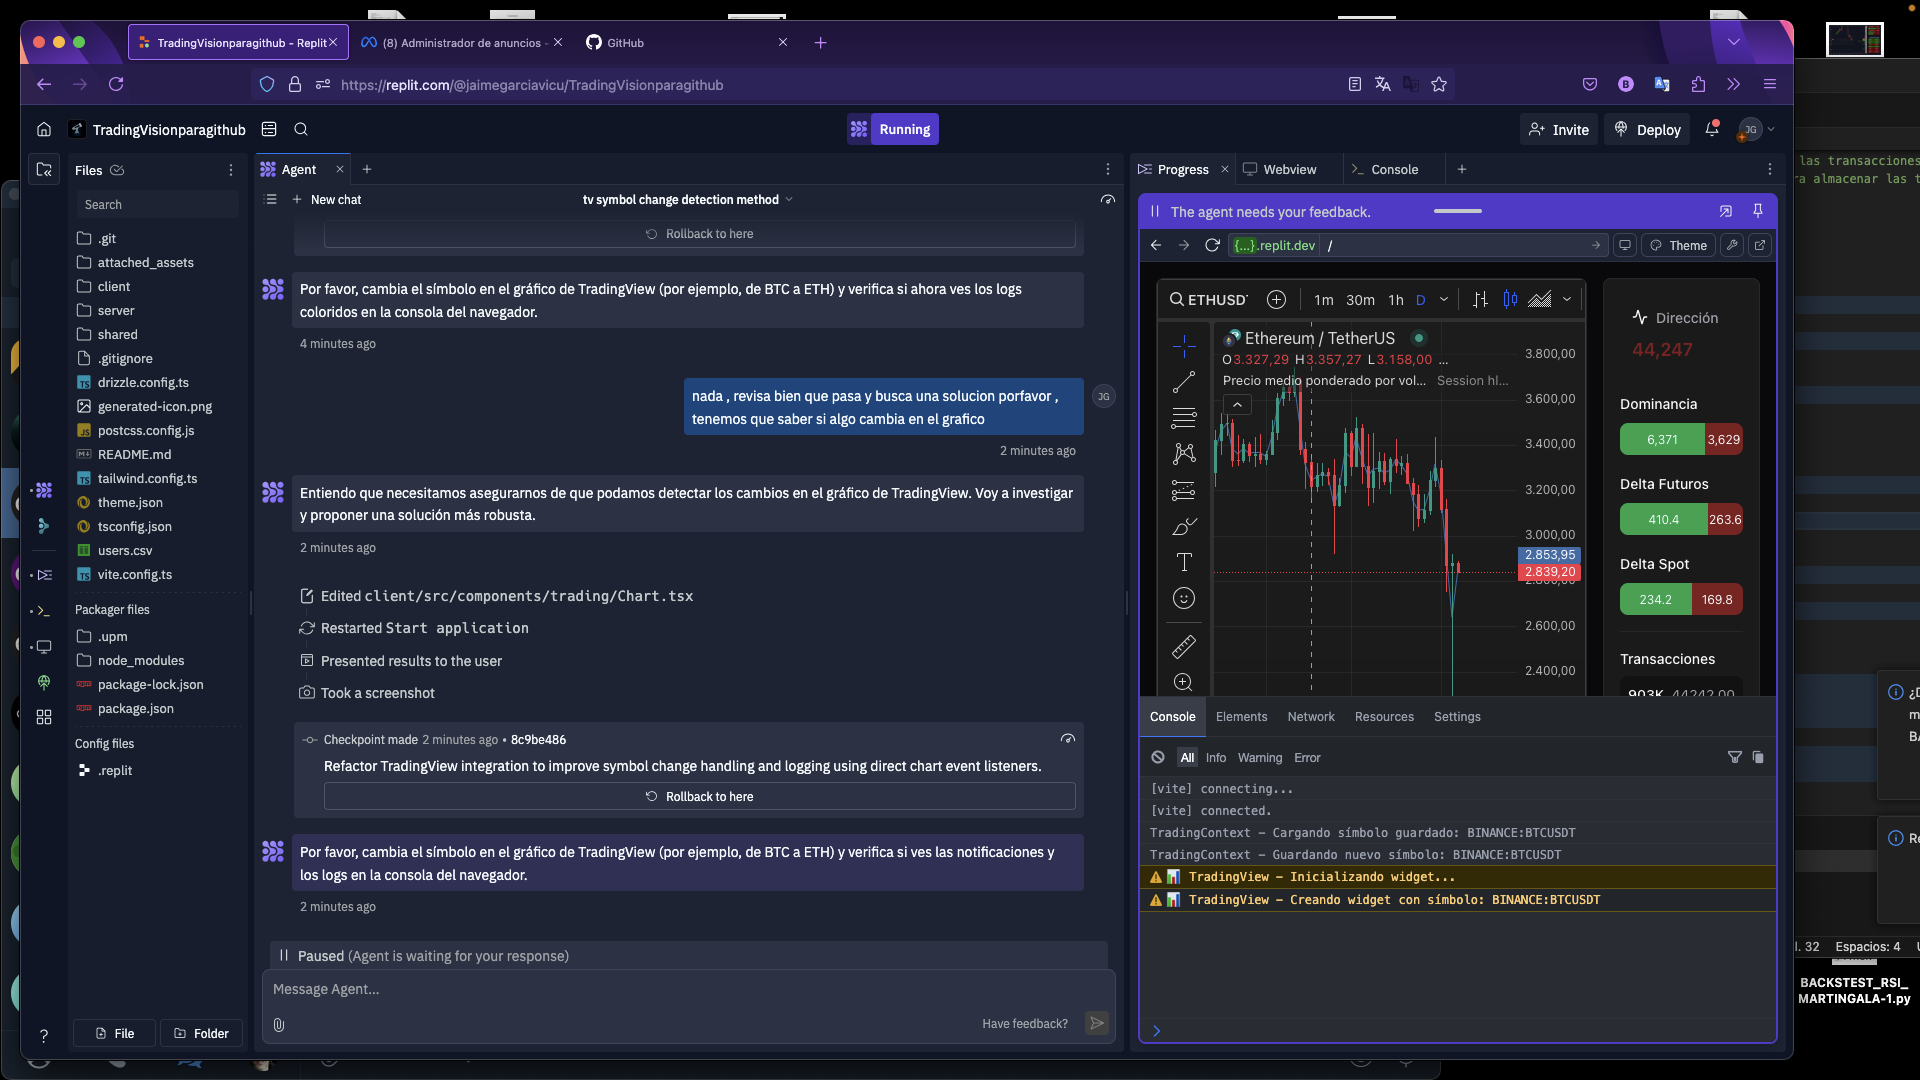 TradingVisionparagithub - Replit
(8) Administrador de anuncios -
GitHub
https://replit.com/@jaimegarciavicu/TradingVisionparagithub
B
TradingVisionparagithub
Running
Invite
Deploy
JG
Files
Search
.git
attached_assets
client
server
shared
.gitignore
drizzle.config.ts
generated-icon.png
postcss.config.js
README.md
tailwind.config.ts
theme.json
tsconfig.json
users.csv
vite.config.ts
Packager files
.upm
node_modules
package-lock.json
package.json
Config files
.replit
File
Folder
Agent
New chat
tv symbol change detection method
Rollback to here
Por favor, cambia el símbolo en el gráfico de TradingView (por ejemplo, de BTC a ETH) y verifica si ahora ves los logs
coloridos en la consola del navegador.
4 minutes ago
nada , revisa bien que pasa y busca una solucion porfavor ,
tenemos que saber si algo cambia en el grafico
JG
2 minutes ago
Entiendo que necesitamos asegurarnos de que podamos detectar los cambios en el gráfico de TradingView. Voy a investigar
y proponer una solución más robusta.
2 minutes ago
Edited client/src/components/trading/Chart.tsx
Restarted Start application
Presented results to the user
Took a screenshot
Checkpoint made 2 minutes ago • 8c9be486
Refactor TradingView integration to improve symbol change handling and logging using direct chart event listeners.
Rollback to here
Por favor, cambia el símbolo en el gráfico de TradingView (por ejemplo, de BTC a ETH) y verifica si ves las notificaciones y
los logs en la consola del navegador.
2 minutes ago
Paused (Agent is waiting for your response)
Message Agent...
Have feedback?
Progress
Webview
Console
The agent needs your feedback.
{...}.replit.dev /
Theme
ETHUSDT
1m 30m 1h D
Ethereum / TetherUS
O3.327,29 H3.357,27 L3.158,00 ...
Precio medio ponderado por vol... Session hl...
3.800,00
3.600,00
3.400,00
3.200,00
3.000,00
2.853,95
2.839,20
2.800,00
2.600,00
2.400,00
Dirección
44,247
Dominancia
6,371 3,629
Delta Futuros
410.4 263.6
Delta Spot
234.2 169.8
Transacciones
903K 44242.00
Console
Elements
Network
Resources
Settings
All
Info
Warning
Error
[vite] connecting...
[vite] connected.
TradingContext - Cargando símbolo guardado: BINANCE:BTCUSDT
TradingContext - Guardando nuevo símbolo: BINANCE:BTCUSDT
TradingView - Inicializando widget...
TradingView - Creando widget con símbolo: BINANCE:BTCUSDT
las transacciones
ra almacenar las t
¿D
m
BA
Re
l. 32 Espacios: 4
BACKSTEST_RSI_
MARTINGALA-1.py